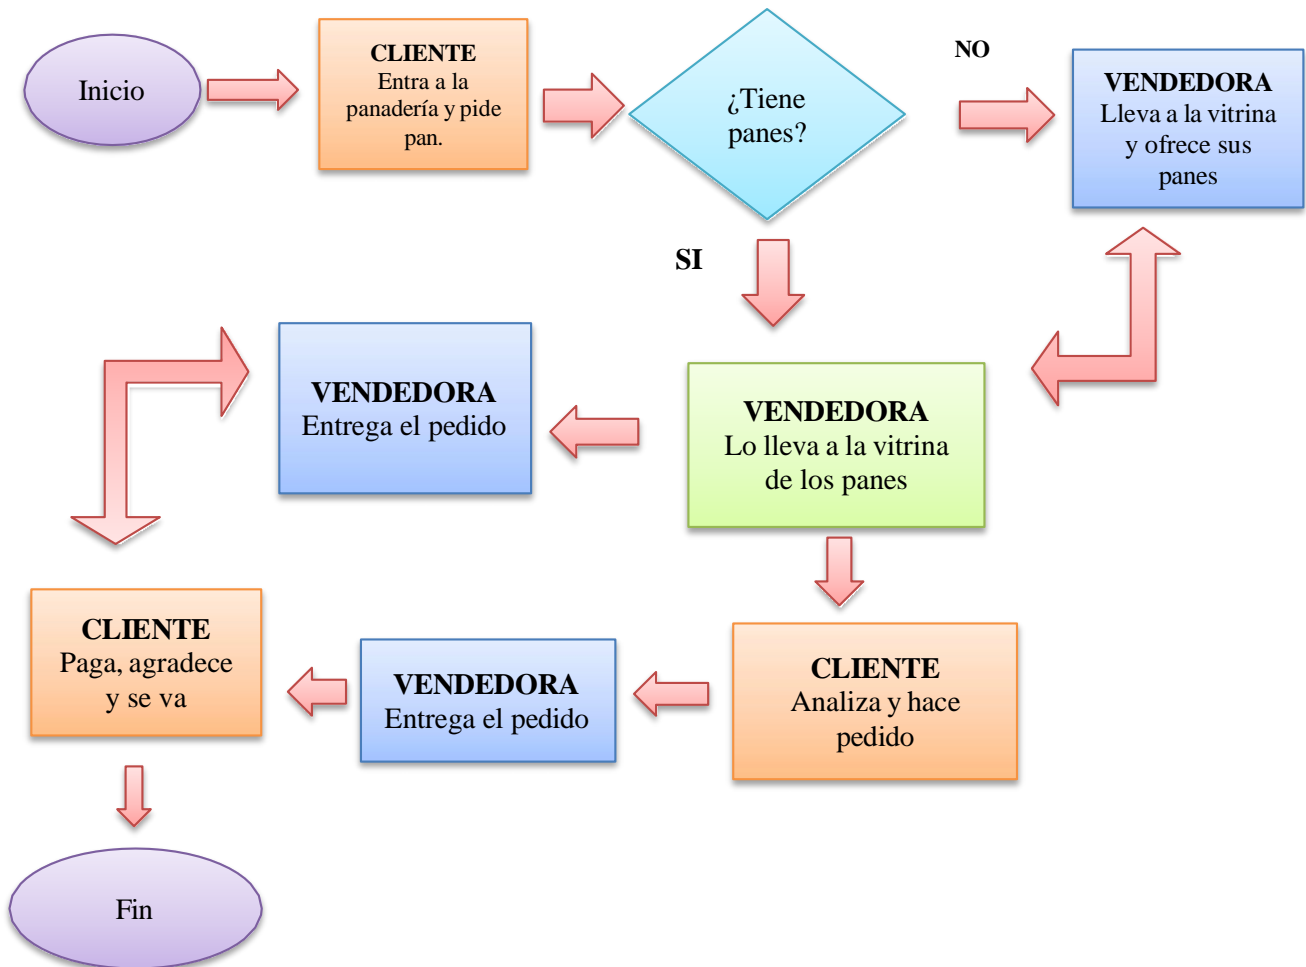 Inicio
CLIENTE
Entra a la
panadería y pide
pan.
¿Tiene
panes?
NO
VENDEDORA
Lleva a la vitrina
y ofrece sus
panes
SI
VENDEDORA
Entrega el pedido
VENDEDORA
Lo lleva a la vitrina
de los panes
CLIENTE
Paga, agradece
y se va
VENDEDORA
Entrega el pedido
CLIENTE
Analiza y hace
pedido
Fin